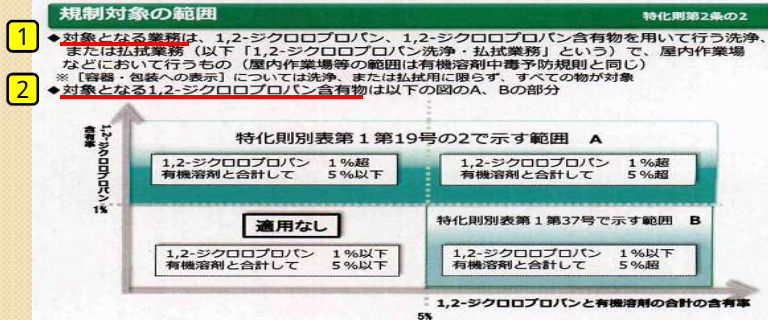 規制対象の範囲
特化則第2条の2
1
◆対象となる業務は、1,2-ジクロロプロパン、1,2-ジクロロプロパン含有物を用いて行う洗浄、
または払拭業務（以下「1,2-ジクロロプロパン洗浄・払拭業務」という）で、屋内作業場
などにおいて行うもの（屋内作業場等の範囲は有機溶剤中毒予防規則と同じ）
※［容器・包装への表示］については洗浄、または払拭用に限らず、すべての物が対象
2
◆対象となる1,2-ジクロロプロパン含有物は以下の図のA、Bの部分
1,2-ジクロロプロパン
含有率
特化則別表第１第19号の2で示す範囲 A
1,2-ジクロロプロパン 1％超
有機溶剤と合計して 5％以下
1,2-ジクロロプロパン 1％超
有機溶剤と合計して 5％超
1％
適用なし
特化則別表第１第37号で示す範囲 B
1,2-ジクロロプロパン 1％以下
有機溶剤と合計して 5％以下
1,2-ジクロロプロパン 1％以下
有機溶剤と合計して 5％超
1,2-ジクロロプロパンと有機溶剤の合計の含有率
5％